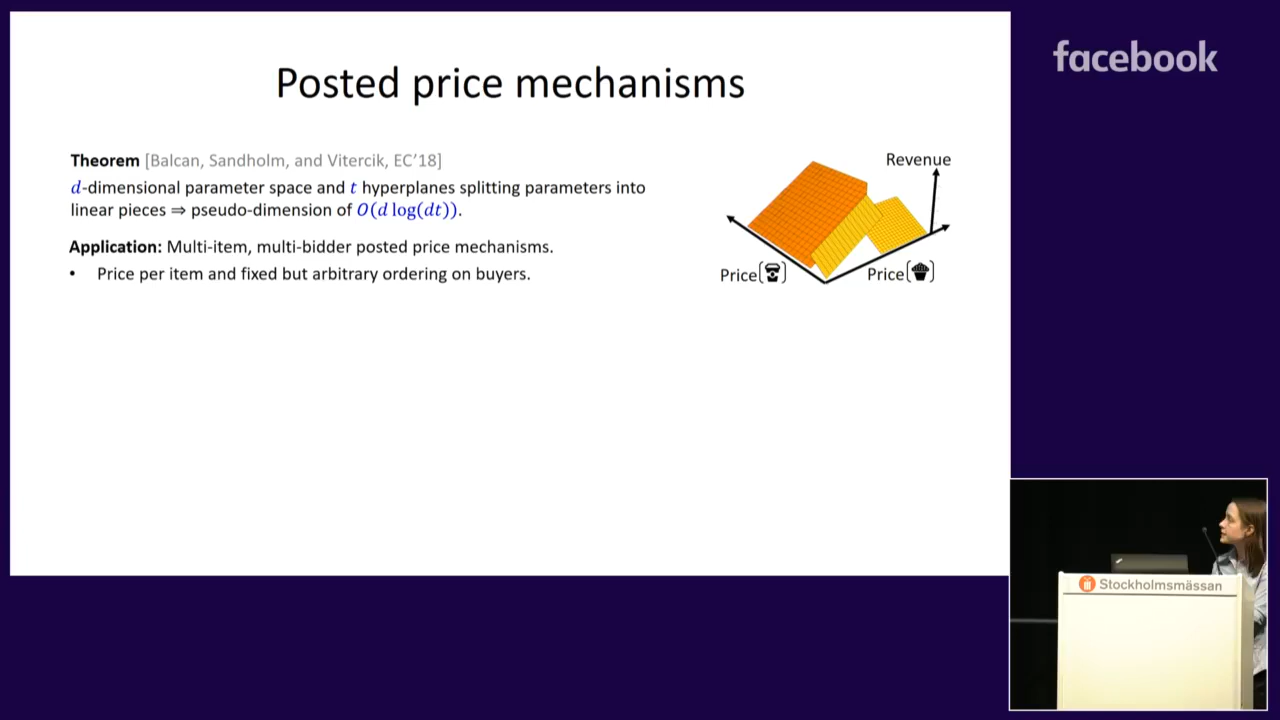 facebook
Posted price mechanisms
Theorem [Balcan, Sandholm, and Vitercik, EC’18]
d-dimensional parameter space and t hyperplanes splitting parameters into
linear pieces ⇒ pseudo-dimension of O(d log(dt)).
Application: Multi-item, multi-bidder posted price mechanisms.
• Price per item and fixed but arbitrary ordering on buyers.
Revenue
Price( )
Price( )
Stockholmsmässan